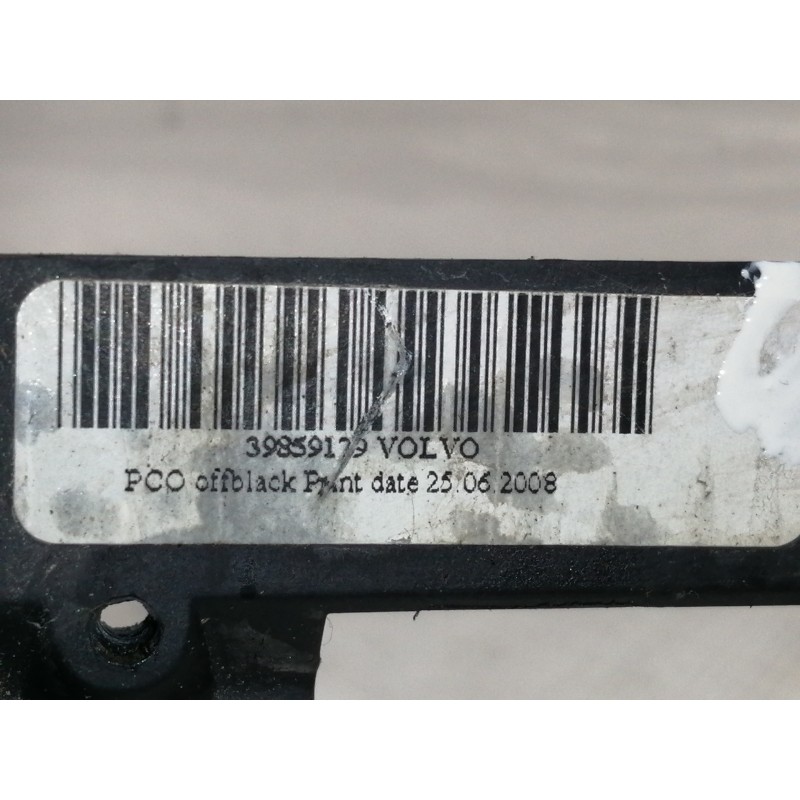 39859179 VOLVO
PCO offblack Print date 25.06.2008